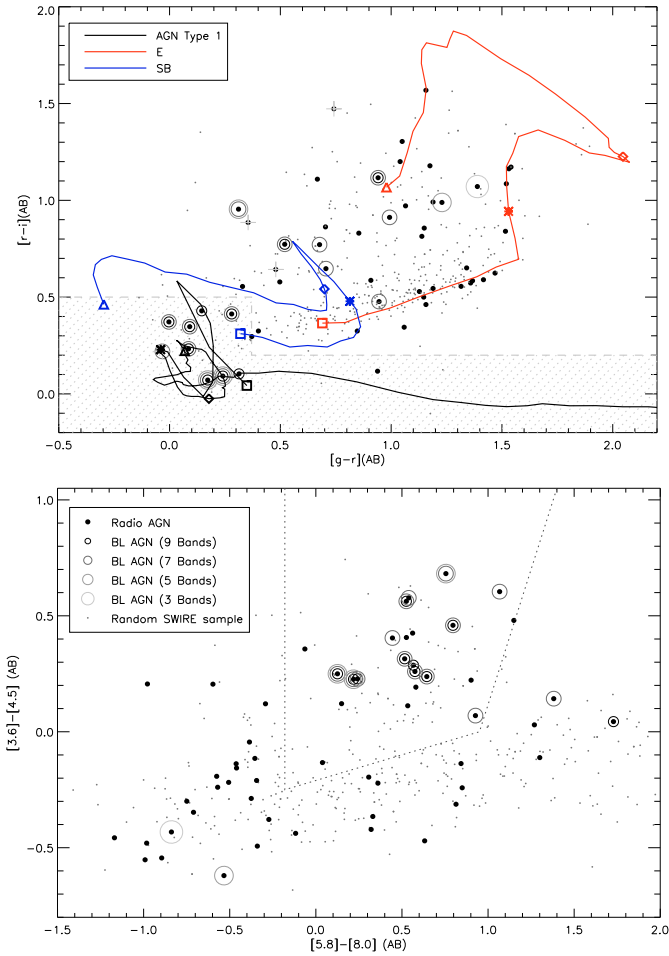 2.0
1.5
1.0
0.5
0.0
[r-i](AB)
AGN Type 1
E
SB
-0.5 0.0 0.5 1.0 1.5 2.0
[g-r](AB)
1.0
0.5
0.0
-0.5
[3.6]-[4.5] (AB)
Radio AGN
BL AGN (9 Bands)
BL AGN (7 Bands)
BL AGN (5 Bands)
BL AGN (3 Bands)
Random SWIRE sample
-1.5 -1.0 -0.5 0.0 0.5 1.0 1.5 2.0
[5.8]-[8.0] (AB)